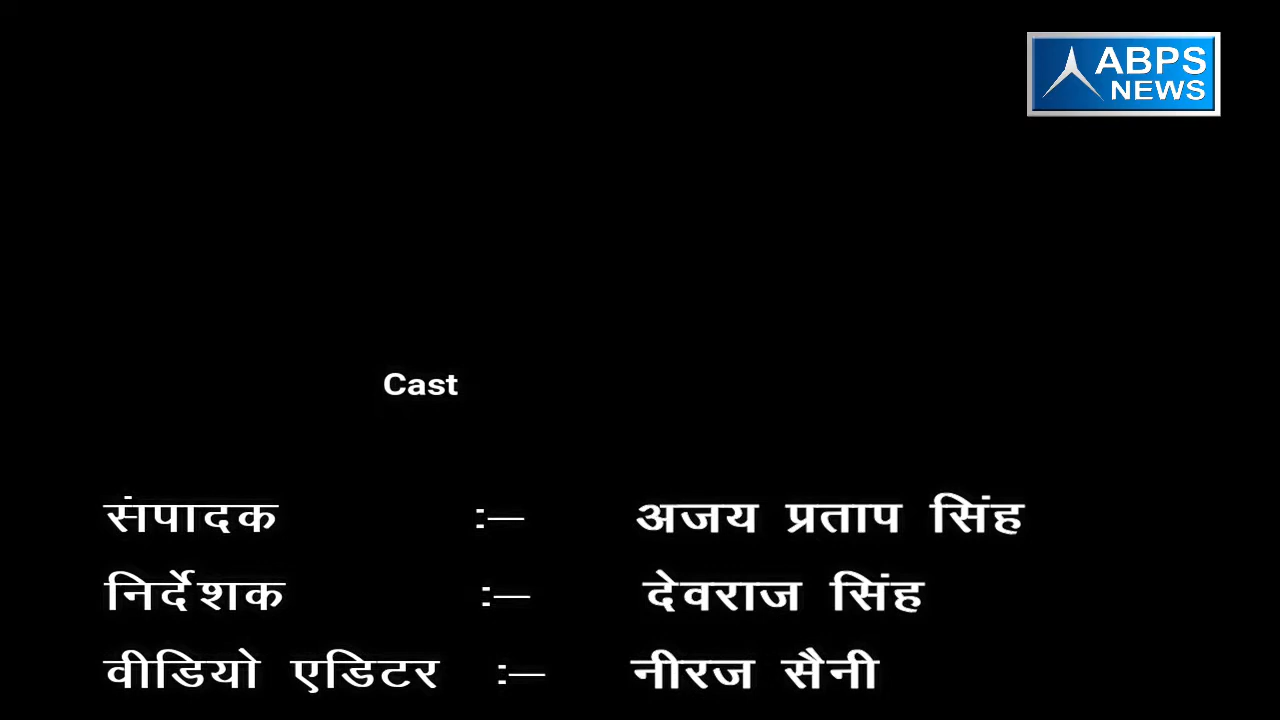 ABPS
NEWS
Cast
संपादक :— अजय प्रताप सिंह
निर्देशक :— देवराज सिंह
वीडियो एडिटर :— नीरज सैनी